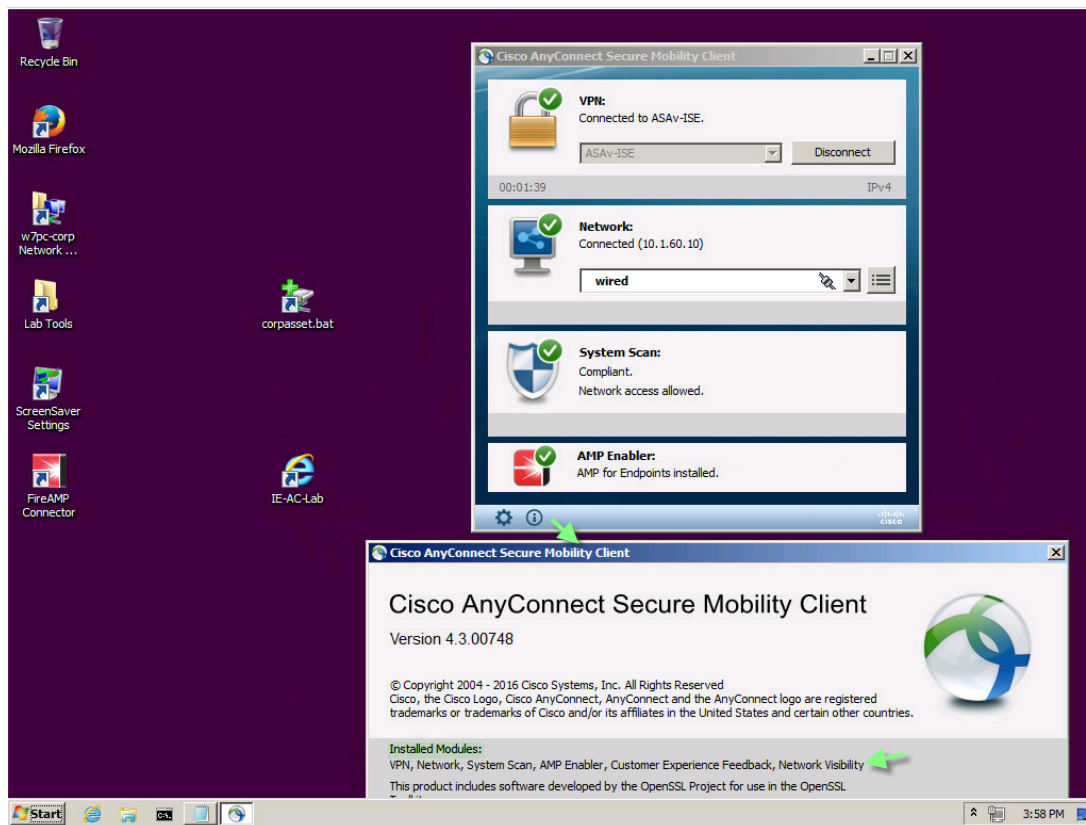 Recycle Bin
Mozilla Firefox
w7pc-corp
Network ...
Lab Tools
corpasset.bat
ScreenSaver
Settings
FireAMP
Connector
IE-AC-Lab
Cisco AnyConnect Secure Mobility Client
VPN:
Connected to ASAv-ISE.
ASAv-ISE
Disconnect
00:01:39
IPv4
Network:
Connected (10.1.60.10)
wired
System Scan:
Compliant.
Network access allowed.
AMP Enabler:
AMP for Endpoints installed.
cisco
Cisco AnyConnect Secure Mobility Client
Cisco AnyConnect Secure Mobility Client
Version 4.3.00748
© Copyright 2004 - 2016 Cisco Systems, Inc. All Rights Reserved
Cisco, the Cisco Logo, Cisco AnyConnect, AnyConnect and the AnyConnect logo are registered
trademarks or trademarks of Cisco and/or its affiliates in the United States and certain other countries.
Installed Modules:
VPN, Network, System Scan, AMP Enabler, Customer Experience Feedback, Network Visibility
This product includes software developed by the OpenSSL Project for use in the OpenSSL
Start
3:58 PM